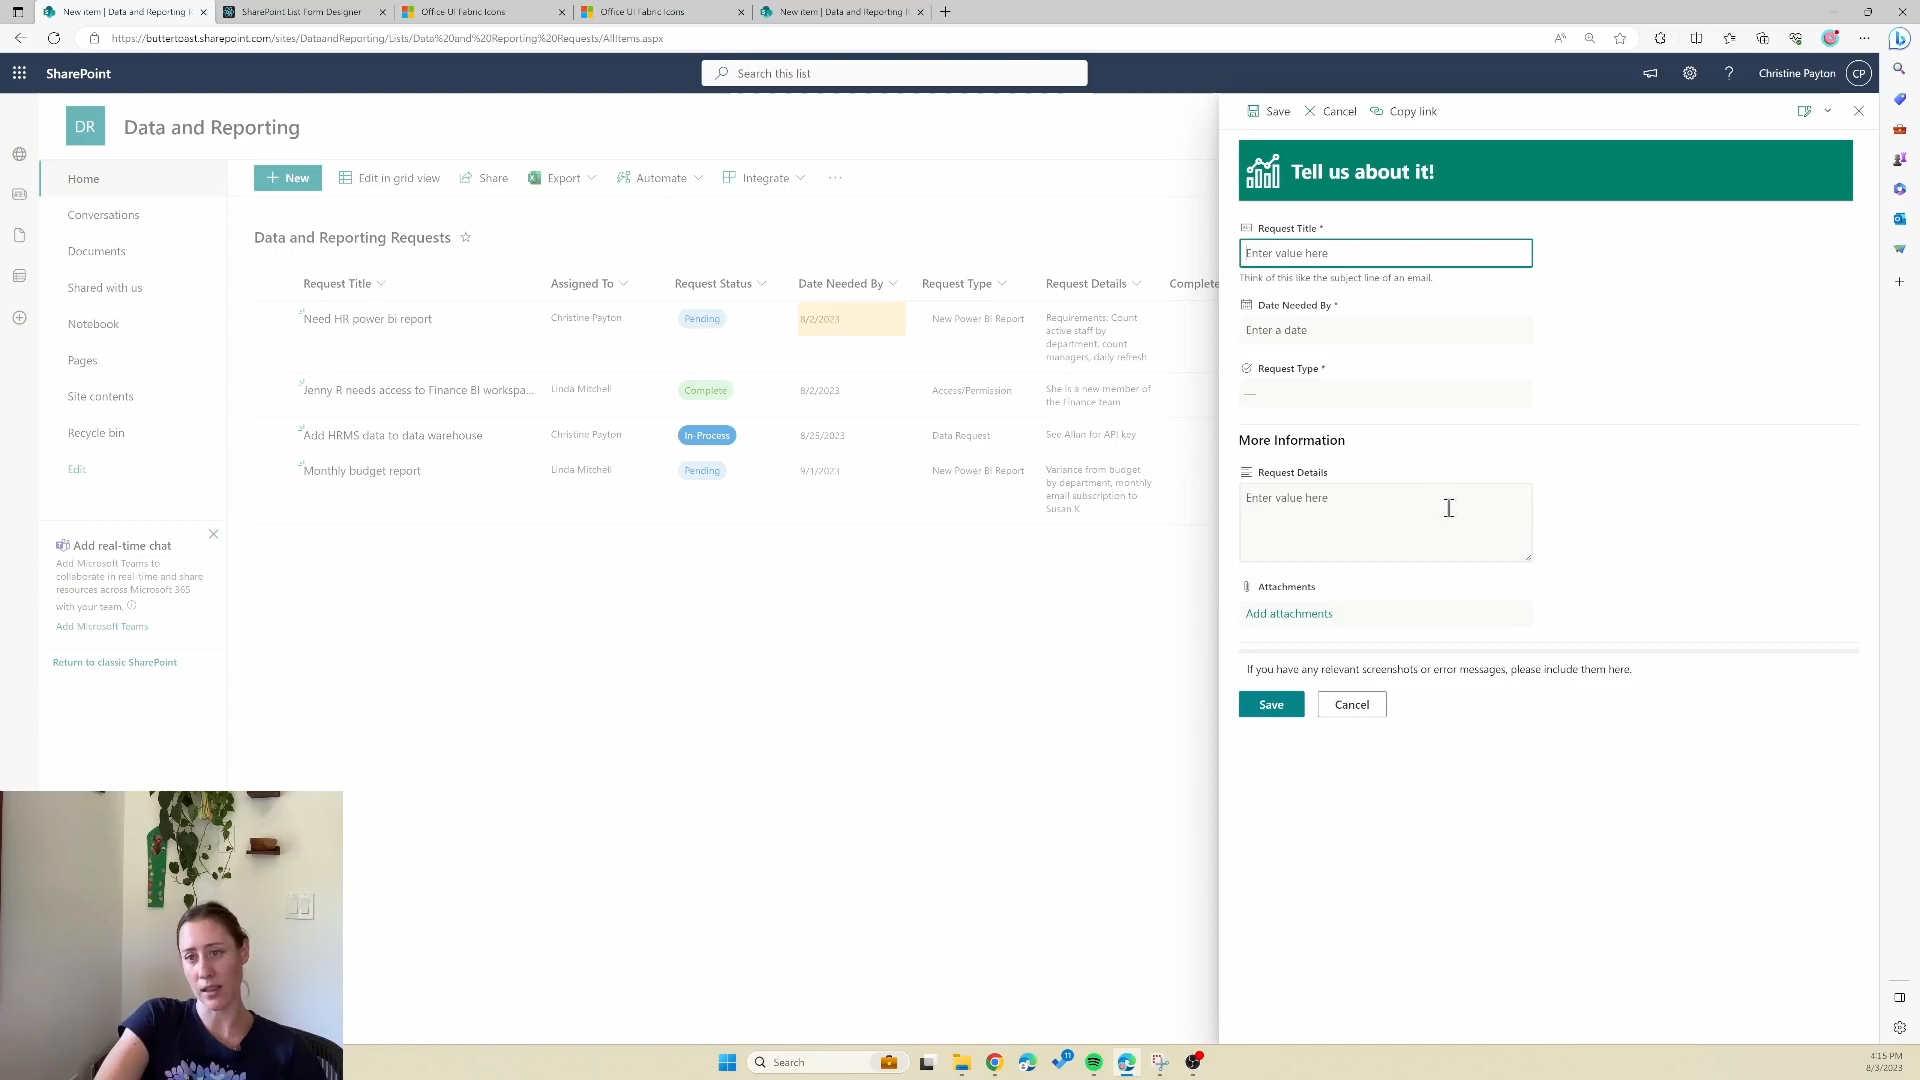 New item | Data and Reporting R
SharePoint List Form Designer
Office UI Fabric Icons
Office UI Fabric Icons
New item | Data and Reporting R
https://buttertoast.sharepoint.com/sites/DataandReporting/Lists/Data%20and%20Reporting%20Requests/AllItems.aspx
SharePoint
Search this list
Christine Payton
CP
DR
Data and Reporting
Home
Conversations
Documents
Shared with us
Notebook
Pages
Site contents
Recycle bin
Edit
Add real-time chat
Add Microsoft Teams to
collaborate in real-time and share
resources across Microsoft 365
with your team.
Add Microsoft Teams
Return to classic SharePoint
New
Edit in grid view
Share
Export
Automate
Integrate
Data and Reporting Requests
Request Title
Assigned To
Request Status
Date Needed By
Request Type
Request Details
Complete
Need HR power bi report
Christine Payton
Pending
8/2/2023
New Power BI Report
Requirements: Count
active staff by
department, count
managers, daily refresh
Jenny R needs access to Finance BI workspa...
Linda Mitchell
Complete
8/2/2023
Access/Permission
She is a new member of
the Finance team
Add HRMS data to data warehouse
Christine Payton
In-Process
8/25/2023
Data Request
See Allan for API key
Monthly budget report
Linda Mitchell
Pending
9/1/2023
New Power BI Report
Variance from budget
by department, monthly
email subscription to
Susan K
Save
Cancel
Copy link
Tell us about it!
Request Title *
Enter value here
Think of this like the subject line of an email.
Date Needed By *
Enter a date
Request Type *
—
More Information
Request Details
Enter value here
Attachments
Add attachments
If you have any relevant screenshots or error messages, please include them here.
Save
Cancel
Search
11
4:15 PM
8/3/2023